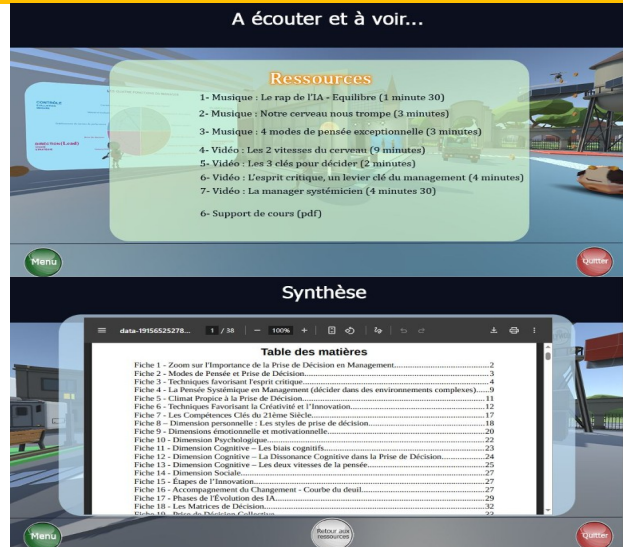 A écouter et à voir...
Ressources
1- Musique : Le rap de l'IA - Equilibre (1 minute 30)
2- Musique : Notre cerveau nous trompe (3 minutes)
3- Musique : 4 modes de pensée exceptionnelle (3 minutes)
4- Vidéo : Les 2 vitesses du cerveau (9 minutes)
5- Vidéo : Les 3 clés pour décider (2 minutes)
6- Vidéo : L'esprit critique, un levier clé du management (4 minutes)
7- Vidéo : La manager systémicien (4 minutes 30)
6- Support de cours (pdf)
Menu
Quitter
Synthèse
data-19156525278... 1 / 38 — 100% +
Table des matières
Fiche 1 - Zoom sur l'Importance de la Prise de Décision en Management.....2
Fiche 2 - Modes de Pensée et Prise de Décision.....3
Fiche 3 - Techniques favorisant l'esprit critique.....4
Fiche 4 - La Pensée Systémique en Management (décider dans des environnements complexes).....9
Fiche 5 - Climat Propice à la Prise de Décision.....11
Fiche 6 - Techniques Favorisant la Créativité et l'Innovation.....12
Fiche 7 - Les Compétences Clés du 21ème Siècle.....17
Fiche 8 – Dimension personnelle : Les styles de prise de décision.....18
Fiche 9 - Dimensions émotionnelle et motivationnelle.....20
Fiche 10 - Dimension Psychologique.....22
Fiche 11 - Dimension Cognitive – Les biais cognitifs.....23
Fiche 12 - Dimension Cognitive – La Dissonance Cognitive dans la Prise de Décision.....24
Fiche 13 - Dimension Cognitive – Les deux vitesses de la pensée.....25
Fiche 14 - Dimension Sociale.....27
Fiche 15 - Étapes de l'Innovation.....27
Fiche 16 - Accompagnement du Changement - Courbe du deuil.....27
Fiche 17 - Phases de l'Évolution des IA.....29
Fiche 18 - Les Matrices de Décision.....32
Fiche 19 - Prise de Décision Collective.....33
Menu
Retour aux
ressources
Quitter